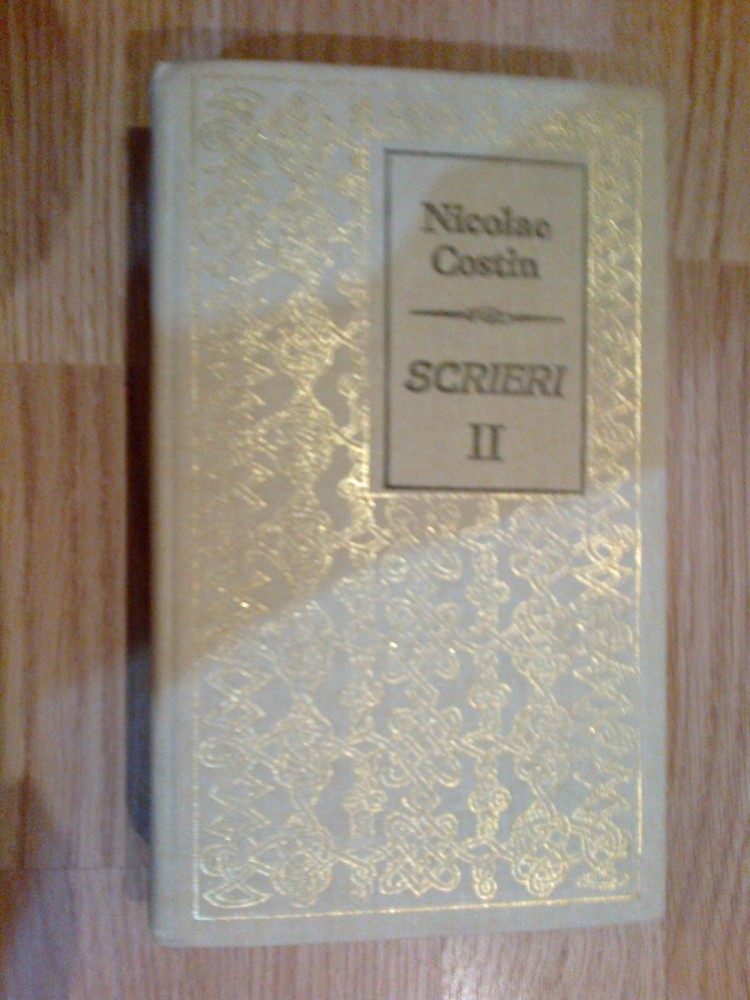 Nicolae
Costin
SCRIERI
II